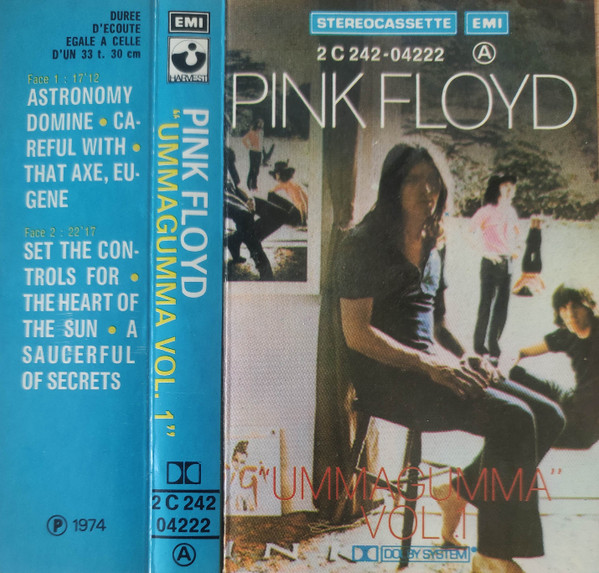 DUREE
D'ECOUTE
EGALE A CELLE
D'UN 33 t. 30 cm
Face 1 : 17'12
ASTRONOMY
DOMINE • CA-
REFUL WITH •
THAT AXE, EU-
GENE
Face 2 : 22'17
SET THE CON-
TROLS FOR •
THE HEART OF
THE SUN • A
SAUCERFUL
OF SECRETS
Ⓟ 1974
EMI
HARVEST
PINK FLOYD
"UMMAGUMMA VOL. 1"
2 C 242
04222
A
STEREOCASSETTE EMI
2 C 242-04222 A
PINK FLOYD
"UMMAGUMMA"
VOL.1
DOLBY SYSTEM